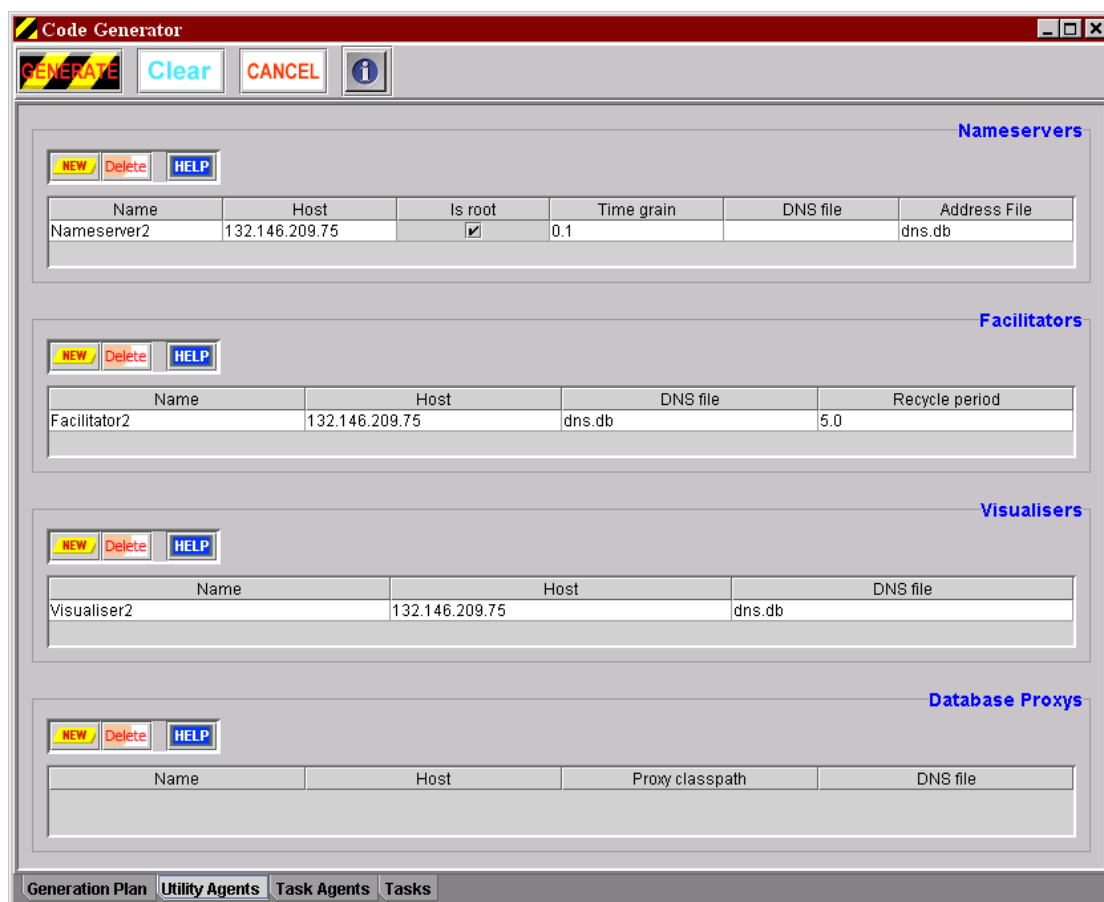 Code Generator
GENERATE Clear CANCEL i
Nameservers
NEW Delete HELP
Name Host Is root Time grain DNS file Address File
Nameserver2 132.146.209.75 0.1 dns.db
Facilitators
NEW Delete HELP
Name Host DNS file Recycle period
Facilitator2 132.146.209.75 dns.db 5.0
Visualisers
NEW Delete HELP
Name Host DNS file
Visualiser2 132.146.209.75 dns.db
Database Proxys
NEW Delete HELP
Name Host Proxy classpath DNS file
Generation Plan Utility Agents Task Agents Tasks